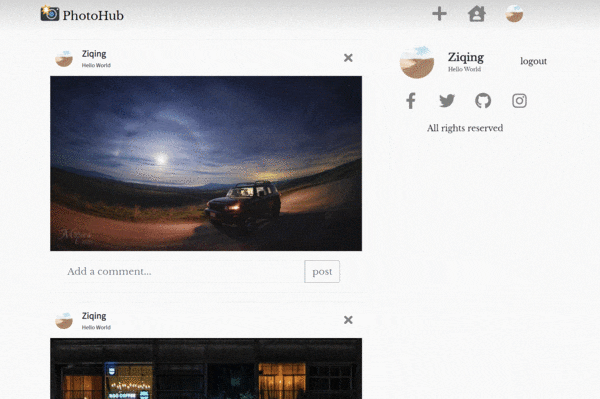 PhotoHub
Ziqing
Hello World
Ziqing
Hello World
logout
All rights reserved
Add a comment...
post
Ziqing
Hello World